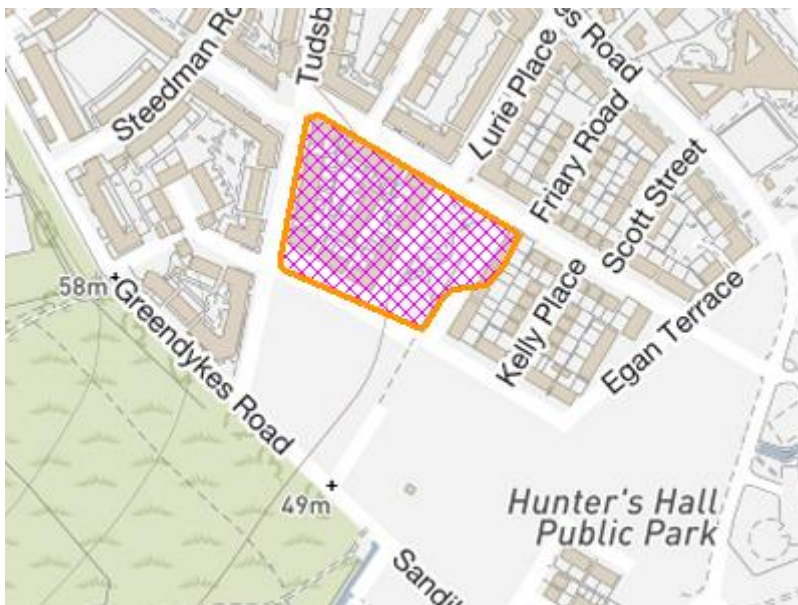 Steedman Ro
Tudsb
es Road
Lurie Place
Friary Road
Scott Street
58m
Greendykes Road
Kelly Place
Egan Terrace
49m
Hunter's Hall
Public Park